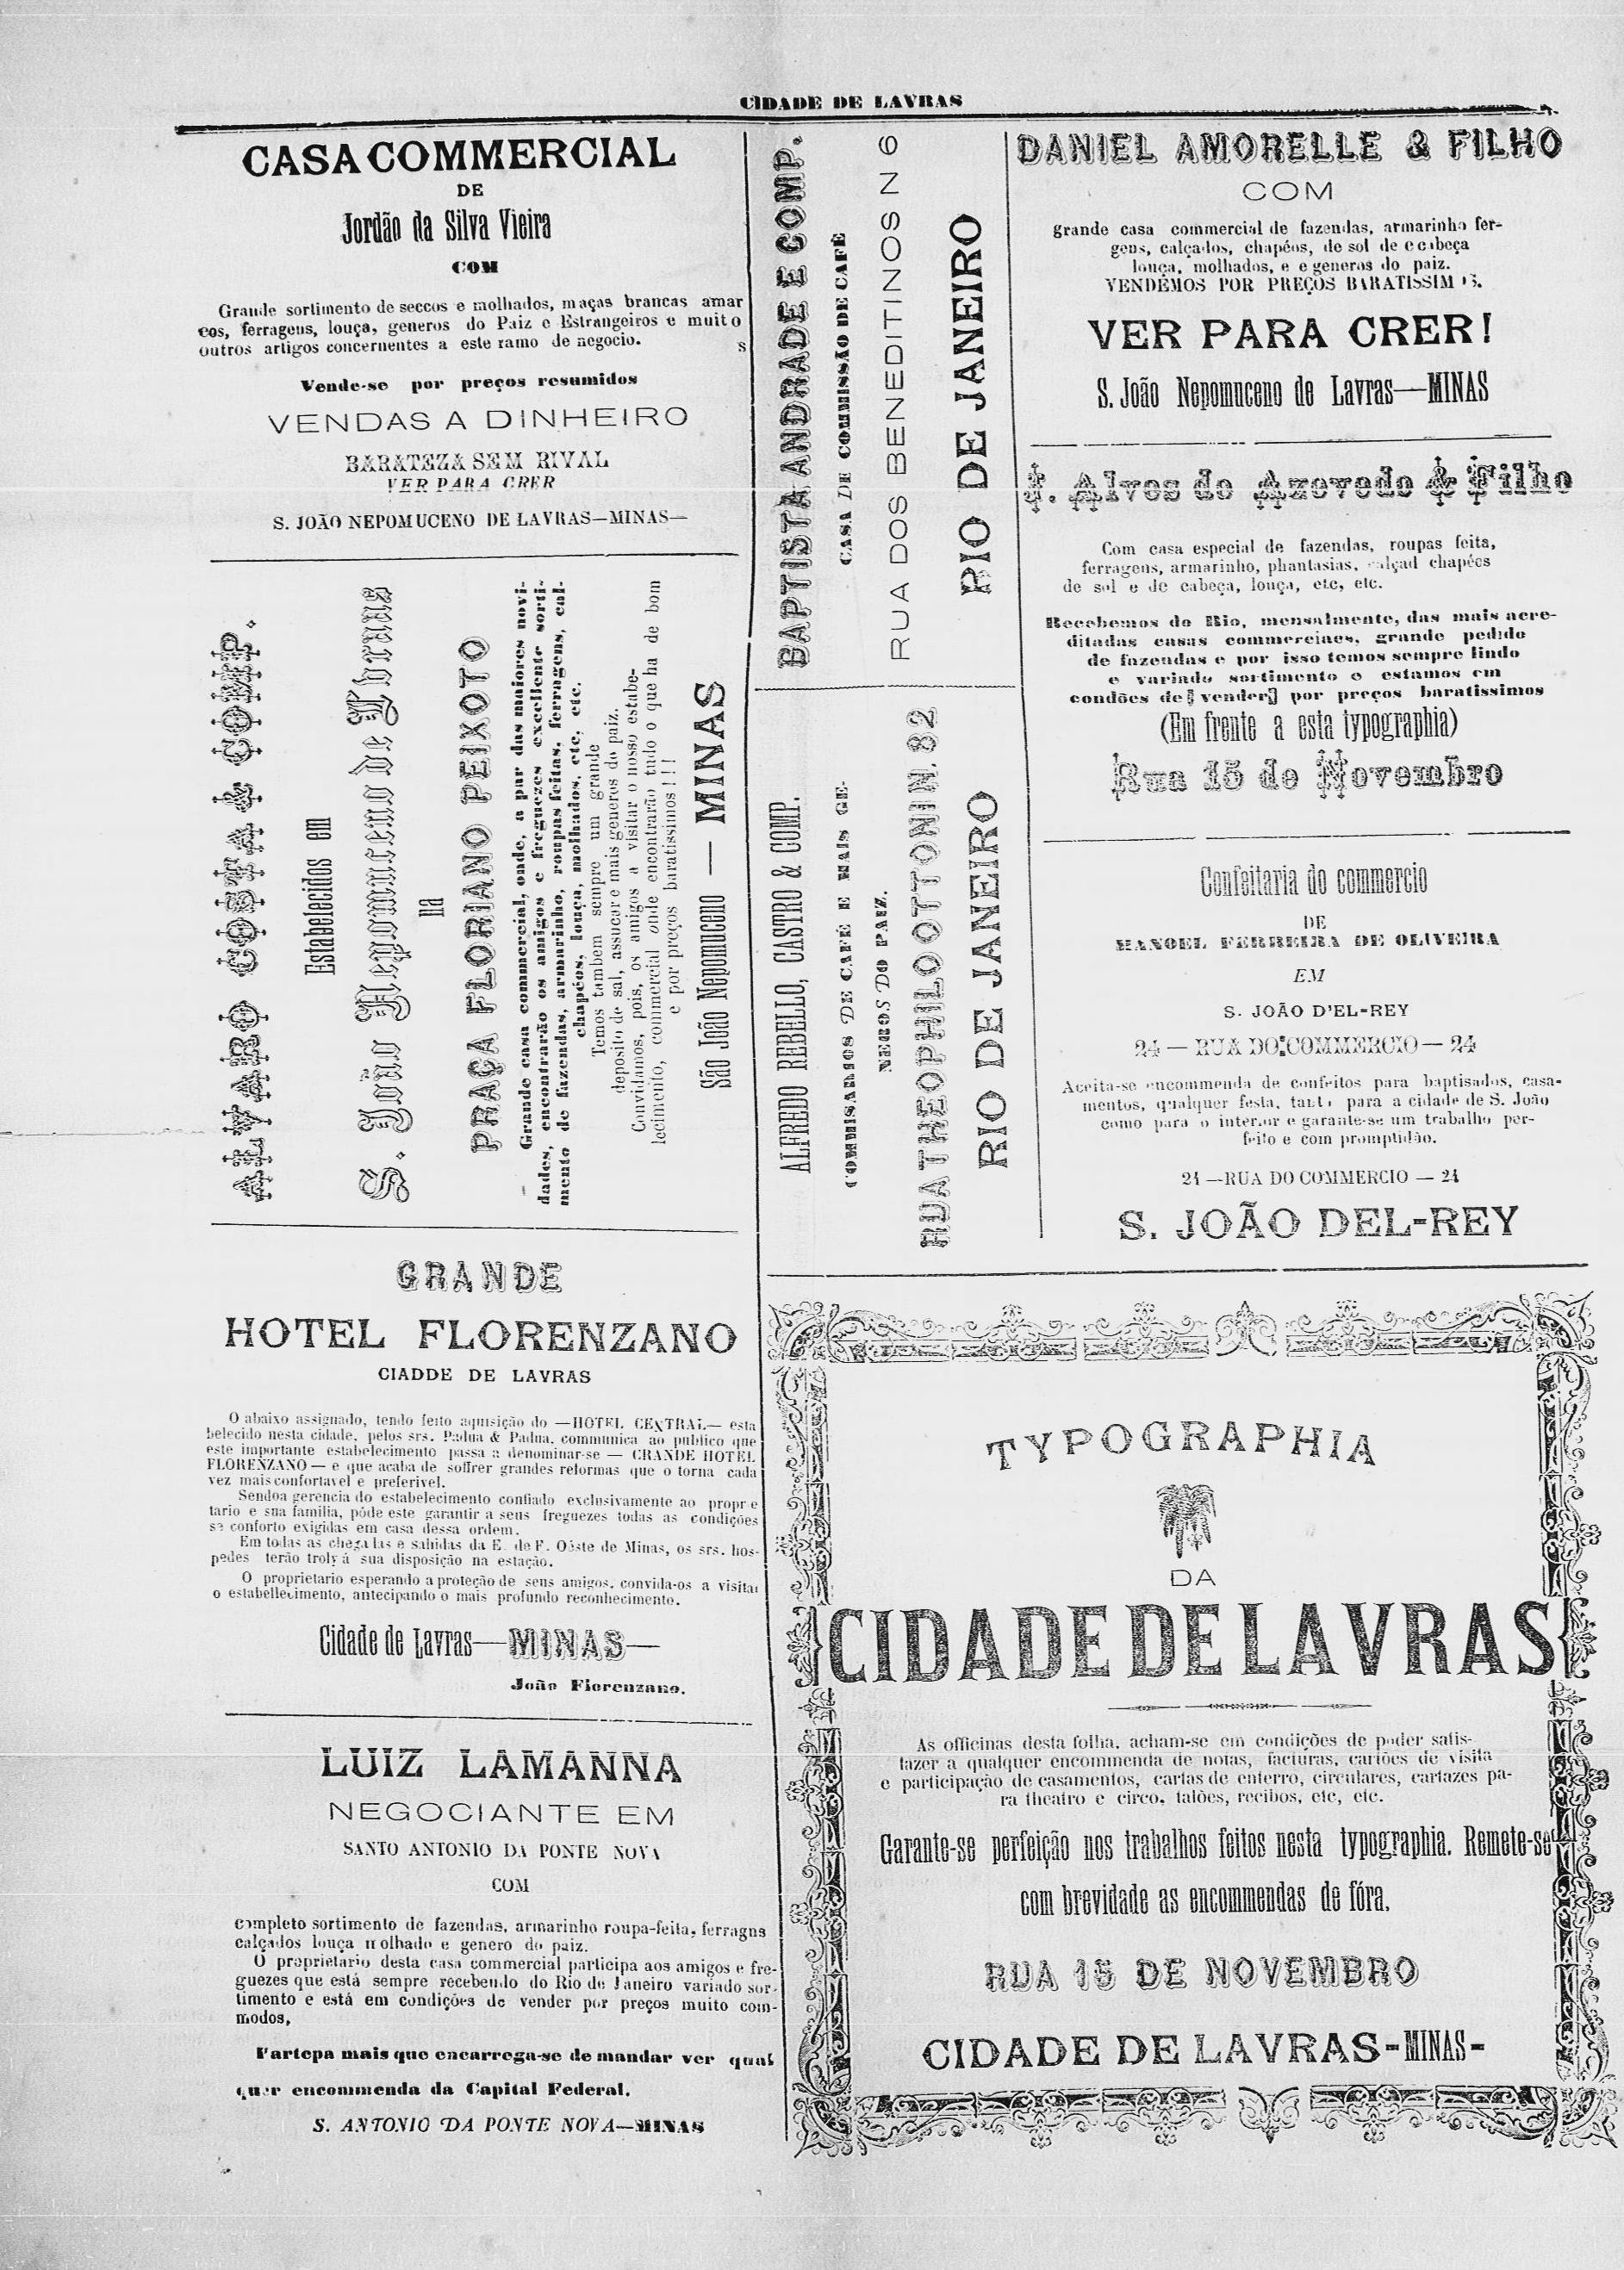 CIDADE DE LAVRAS
CASA COMMERCIAL
DE
Jordão da Silva Vieira
COM
Grande sortimento de seccos e molhados, maças brancas amar
eos, ferragens, louça, generos do Paiz e Estrangeiros e muito
outros artigos concernentes a este ramo de negocio. s
Vende-se por preços resumidos
VENDAS A DINHEIRO
BARATEZA SEM RIVAL
VER PARA CRER
S. JOÃO NEPOMUCENO DE LAVRAS—MINAS—
ALVARO COSTA & COMP.
Estabelecidos em
S. João Nepomuceno de Lavras
na
PRAÇA FLORIANO PEIXOTO
Grande casa commercial, onde, a par das maiores novi-
dades, encontrarão os amigos e freguezes excellente sorti-
mento de fazendas, armarinho, roupas feitas, ferragens, cal-
chapéos, louça, molhados, etc, etc.
Temos tambem sempre um grande
deposito de sal, assucar e mais generos do paiz.
Convidamos, pois, os amigos a visitar o nosso estabe-
lecimento, commercial onde encontrarão tudo o que ha de bom
e por preços baratissimos!!!
São João Nepomuceno — MINAS
GRANDE
HOTEL FLORENZANO
CIADDE DE LAVRAS
O abaixo assignado, tendo feito aquisição do —HOTEL CENTRAL— esta
belecido nesta cidade, pelos srs. Padua & Padua, communica ao publico que
este importante estabelecimento passa a denominar-se — GRANDE HOTEL
FLORENZANO — e que acaba de soffrer grandes reformas que o torna cada
vez mais confortavel e preferivel.
Sendoa gerencia do estabelecimento confiado exclusivamente ao propr e
tario e sua familia, póde este garantir a seus freguezes todas as condições
se conforto exigidas em casa dessa ordem.
Em todas as chega las e sahidas da E. de F. Oéste de Minas, os srs. hos-
pedes terão troly á sua disposição na estação.
O proprietario esperando a proteção de seus amigos, convida-os a visitar
o estabellecimento, antecipando o mais profundo reconhecimento.
Cidade de Lavras—MINAS—
João Florenzano.
LUIZ LAMANNA
NEGOCIANTE EM
SANTO ANTONIO DA PONTE NOVA
COM
completo sortimento de fazendas, armarinho roupa-feita, ferragns
calçados louça molhado e genero do paiz.
O proprietario desta casa commercial participa aos amigos e fre-
guezes que está sempre recebendo do Rio de Janeiro variado sor-
timento e está em condições de vender por preços muito com-
modos,
Partepa mais que encarrega-se de mandar ver qual
quer encommenda da Capital Federal.
S. ANTONIO DA PONTE NOVA—MINAS
BAPTISTA ANDRADE E COMP.
CASA DE COMMISSÃO DE CAFÉ
RUA DOS BENEDITINOS N 6
RIO DE JANEIRO
ALFREDO REBELLO, CASTRO & COMP.
COMMISARIOS DE CAFÉ E MAIS GE-
NEROS DO PAIZ.
RUA THEOPHILO OTTONI N. 82
RIO DE JANEIRO
DANIEL AMORELLE & FILHO
COM
grande casa commercial de fazendas, armarinho fer-
gens, calçados, chapéos, de sol de e cabeça
louça, molhados, e e generos do paiz.
VENDEMOS POR PREÇOS BARATISSIMOS.
VER PARA CRER!
S. João Nepomuceno de Lavras—MINAS
J. Alves de Azevedo & Filho
Com casa especial de fazendas, roupas feita,
ferragens, armarinho, phantasias, calçad chapées
de sol e de cabeça, louça, etc, etc.
Recebemos do Rio, mensalmente, das mais acre-
ditadas casas commerciaes, grande pedido
de fazendas e por isso temos sempre lindo
e variado sortimento e estamos em
condões de vender por preços baratissimos
(Em frente a esta typographia)
Rua 15 de Novembro
Confeitaria do commercio
DE
MANOEL FERREIRA DE OLIVEIRA
EM
S. JOÃO D'EL-REY
24 — RUA DO COMMERCIO — 24
Aceita-se encommenda de confeitos para baptisados, casa-
mentos, qualquer festa, tanto para a cidade de S. João
como para o interior e garante-se um trabalho per-
feito e com promptidão.
24 —RUA DO COMMERCIO — 24
S. JOÃO DEL-REY
TYPOGRAPHIA
DA
CIDADE DE LAVRAS
As officinas desta folha, acham-se em condições de poder satis-
fazer a qualquer encommenda de notas, facturas, cartões de visita
e participação de casamentos, cartas de enterro, circulares, cartazes pa-
ra theatro e circo, talões, recibos, etc, etc.
Garante-se perfeição nos trabalhos feitos nesta typographia. Remete-se
com brevidade as encommendas de fóra.
RUA 15 DE NOVEMBRO
CIDADE DE LAVRAS-MINAS-